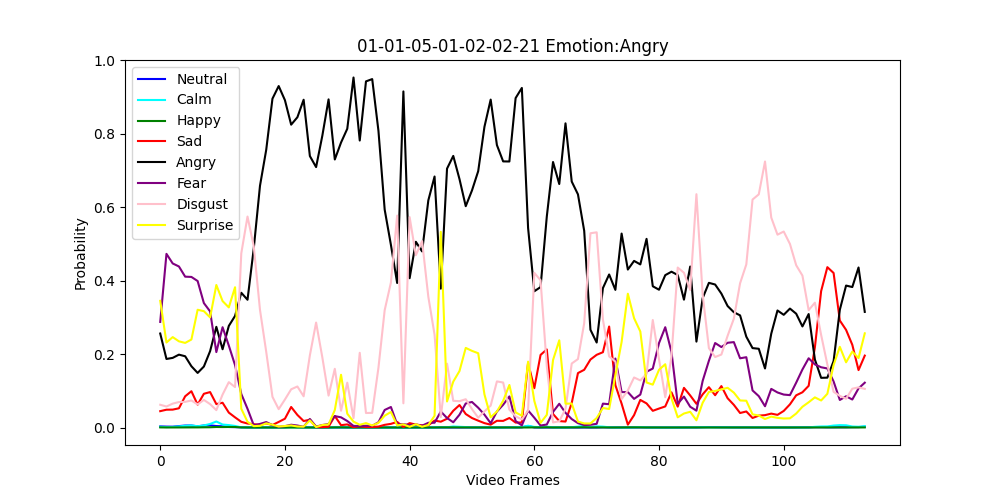 01-01-05-01-02-02-21 Emotion:Angry
1.0
0.8
0.6
0.4
0.2
0.0
Probability
Neutral
Calm
Happy
Sad
Angry
Fear
Disgust
Surprise
0 20 40 60 80 100
Video Frames